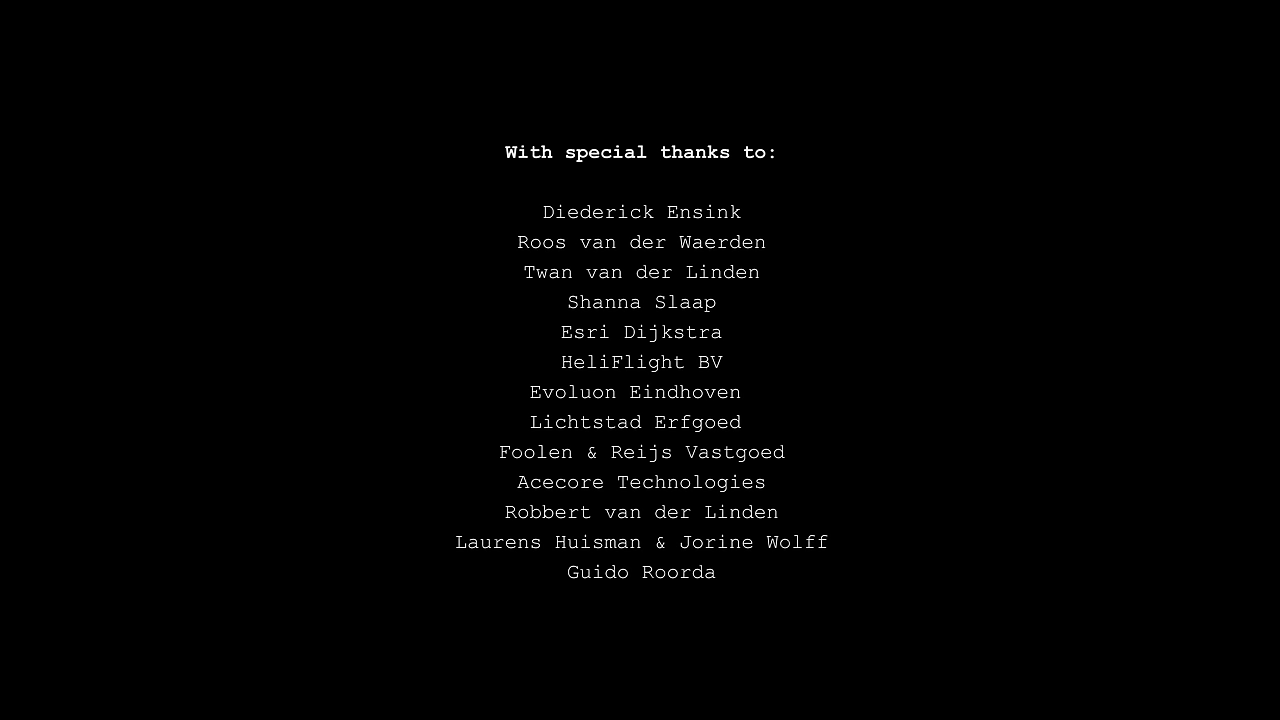 With special thanks to:
Diederick Ensink
Roos van der Waerden
Twan van der Linden
Shanna Slaap
Esri Dijkstra
HeliFlight BV
Evoluon Eindhoven
Lichtstad Erfgoed
Foolen & Reijs Vastgoed
Acecore Technologies
Robbert van der Linden
Laurens Huisman & Jorine Wolff
Guido Roorda